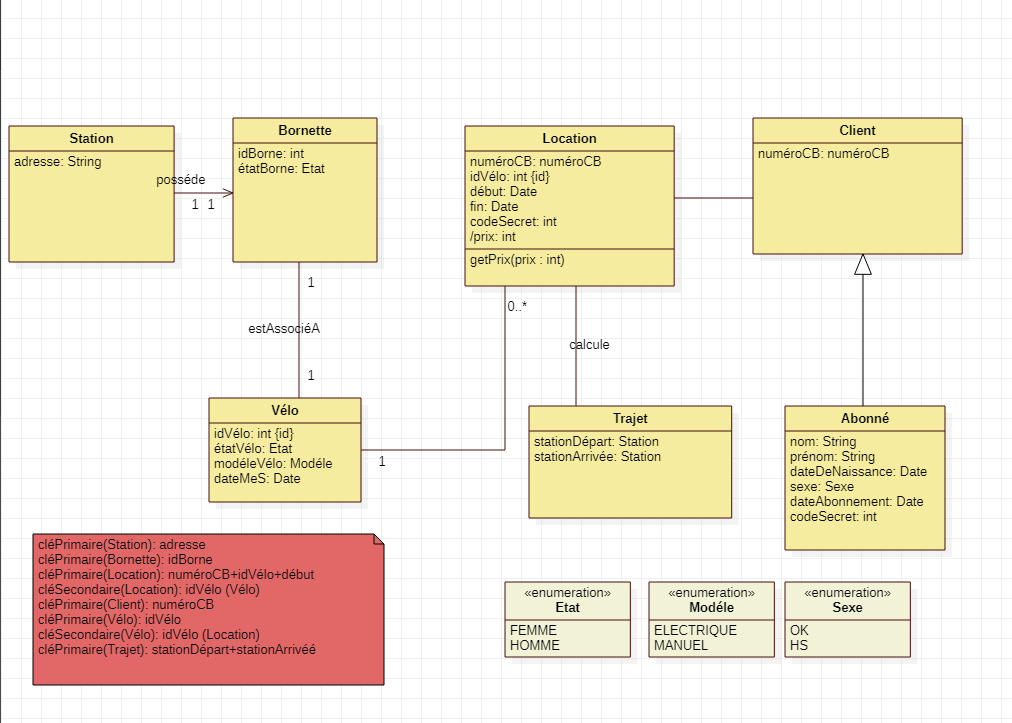 Station
adresse: String
posséde
1 1
Bornette
idBorne: int
étatBorne: Etat
1
estAssociéA
1
Location
numéroCB: numéroCB
idVélo: int {id}
début: Date
fin: Date
codeSecret: int
/prix: int
getPrix(prix : int)
0..*
calcule
Client
numéroCB: numéroCB
Vélo
idVélo: int {id}
étatVélo: Etat
modéleVélo: Modéle
dateMeS: Date
1
Trajet
stationDépart: Station
stationArrivée: Station
Abonné
nom: String
prénom: String
dateDeNaissance: Date
sexe: Sexe
dateAbonnement: Date
codeSecret: int
cléPrimaire(Station): adresse
cléPrimaire(Bornette): idBorne
cléPrimaire(Location): numéroCB+idVélo+début
cléSecondaire(Location): idVélo (Vélo)
cléPrimaire(Client): numéroCB
cléPrimaire(Vélo): idVélo
cléSecondaire(Vélo): idVélo (Location)
cléPrimaire(Trajet): stationDépart+stationArrivéé
«enumeration»
Etat
FEMME
HOMME
«enumeration»
Modéle
ELECTRIQUE
MANUEL
«enumeration»
Sexe
OK
HS